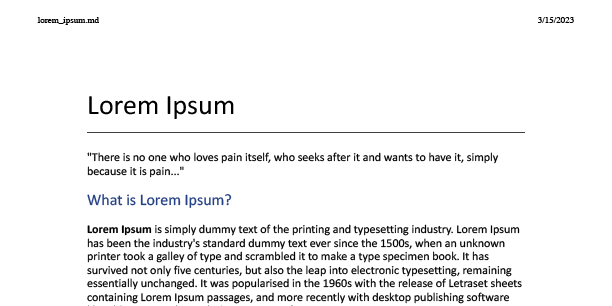 lorem_ipsum.md 3/15/2023
Lorem Ipsum
"There is no one who loves pain itself, who seeks after it and wants to have it, simply
because it is pain..."
What is Lorem Ipsum?
Lorem Ipsum is simply dummy text of the printing and typesetting industry. Lorem Ipsum
has been the industry's standard dummy text ever since the 1500s, when an unknown
printer took a galley of type and scrambled it to make a type specimen book. It has
survived not only five centuries, but also the leap into electronic typesetting, remaining
essentially unchanged. It was popularised in the 1960s with the release of Letraset sheets
containing Lorem Ipsum passages, and more recently with desktop publishing software